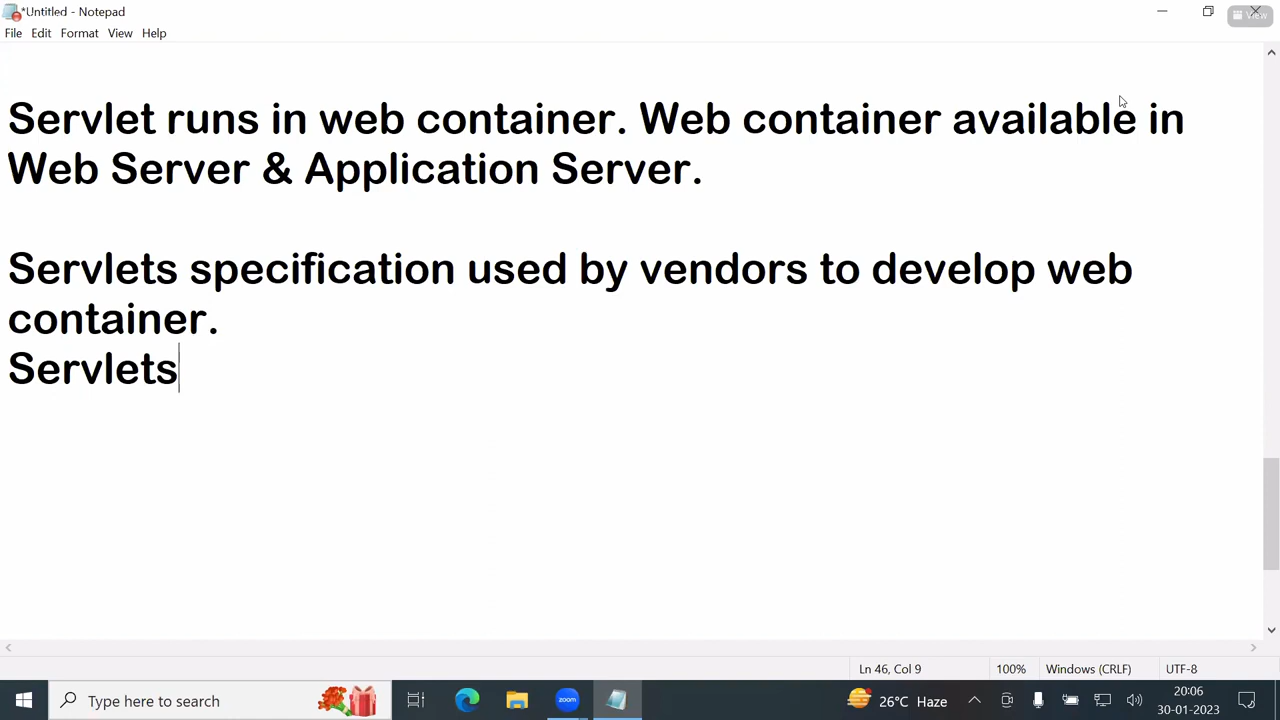 *Untitled - Notepad
View
File Edit Format View Help
Servlet runs in web container. Web container available in
Web Server & Application Server.
Servlets specification used by vendors to develop web
container.
Servlets
Ln 46, Col 9 100% Windows (CRLF) UTF-8
Type here to search
zoom
26°C Haze
20:06
30-01-2023